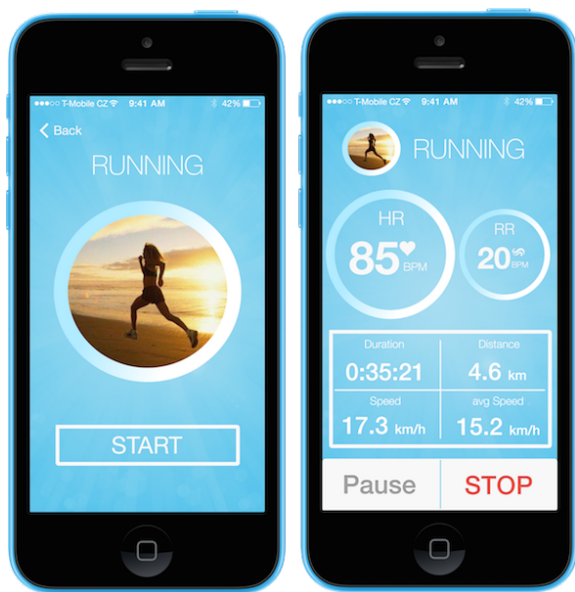 T-Mobile CZ 9:41 AM 42%
Back
RUNNING
START
T-Mobile CZ 9:41 AM 42%
RUNNING
HR
85 BPM
RR
20 BPM
Duration Distance
0:35:21 4.6 km
Speed avg Speed
17.3 km/h 15.2 km/h
Pause STOP